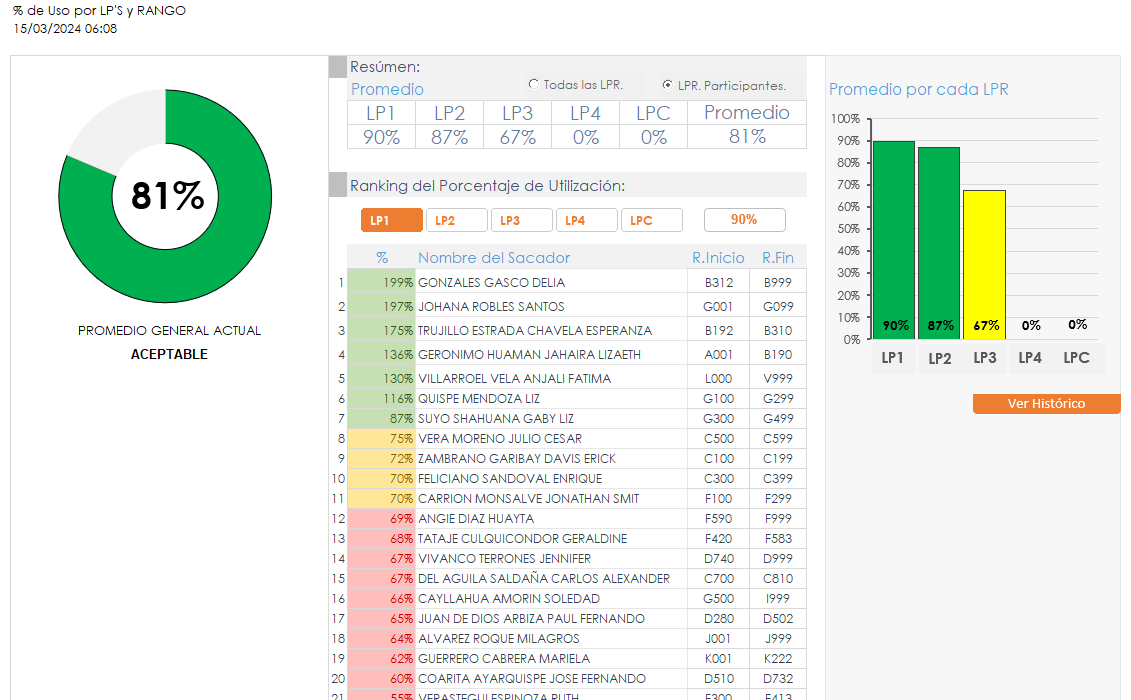 % de Uso por LP'S y RANGO
15/03/2024 06:08
81%
PROMEDIO GENERAL ACTUAL
ACEPTABLE
Resúmen:
Promedio
Todas las LPR.
LPR. Participantes.
LP1 LP2 LP3 LP4 LPC Promedio
90% 87% 67% 0% 0% 81%
Ranking del Porcentaje de Utilización:
LP1 LP2 LP3 LP4 LPC 90%
% Nombre del Sacador R.Inicio R.Fin
1 199% GONZALES GASCO DELIA B312 B999
2 197% JOHANA ROBLES SANTOS G001 G099
3 175% TRUJILLO ESTRADA CHAVELA ESPERANZA B192 B310
4 136% GERONIMO HUAMAN JAHAIRA LIZAETH A001 B190
5 130% VILLARROEL VELA ANJALI FATIMA L000 V999
6 116% QUISPE MENDOZA LIZ G100 G299
7 87% SUYO SHAHUANA GABY LIZ G300 G499
8 75% VERA MORENO JULIO CESAR C500 C599
9 72% ZAMBRANO GARIBAY DAVIS ERICK C100 C199
10 70% FELICIANO SANDOVAL ENRIQUE C300 C399
11 70% CARRION MONSALVE JONATHAN SMIT F100 F299
12 69% ANGIE DIAZ HUAYTA F590 F999
13 68% TATAJE CULQUICONDOR GERALDINE F420 F583
14 67% VIVANCO TERRONES JENNIFER D740 D999
15 67% DEL AGUILA SALDAÑA CARLOS ALEXANDER C700 C810
16 66% CAYLLAHUA AMORIN SOLEDAD G500 I999
17 65% JUAN DE DIOS ARBIZA PAUL FERNANDO D280 D502
18 64% ALVAREZ ROQUE MILAGROS J001 J999
19 62% GUERRERO CABRERA MARIELA K001 K222
20 60% COARITA AYARQUISPE JOSE FERNANDO D510 D732
21 55% VERASTEGUI ESPINOZA RUTH F300 F413
Promedio por cada LPR
100%
90%
80%
70%
60%
50%
40%
30%
20%
10%
0%
90% 87% 67% 0% 0%
LP1 LP2 LP3 LP4 LPC
Ver Histórico